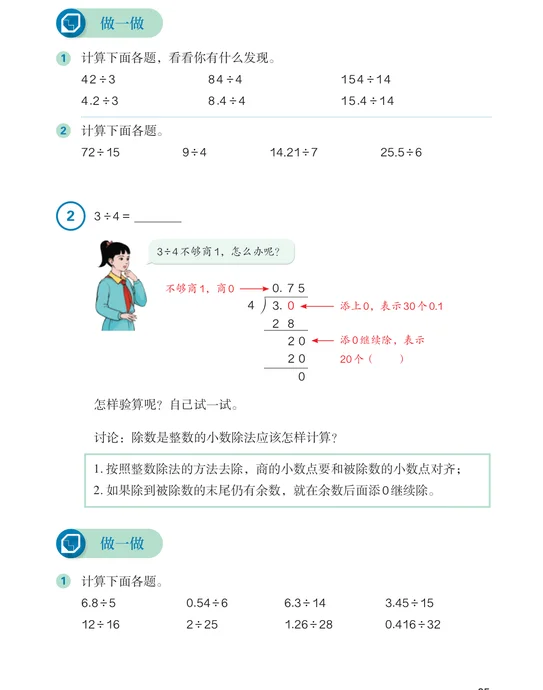 做一做
1 计算下面各题，看看你有什么发现。
42÷3 84÷4 154÷14
4.2÷3 8.4÷4 15.4÷14
2 计算下面各题。
72÷15 9÷4 14.21÷7 25.5÷6
2 3÷4=
3÷4不够商1，怎么办呢？
不够商1，商0
0.75
4 3.0
添上0，表示30个0.1
28
20
添0继续除，表示
20个（ ）
20
0
怎样验算呢？自己试一试。
讨论：除数是整数的小数除法应该怎样计算？
1. 按照整数除法的方法去除，商的小数点要和被除数的小数点对齐；
2. 如果除到被除数的末尾仍有余数，就在余数后面添0继续除。
做一做
1 计算下面各题。
6.8÷5 0.54÷6 6.3÷14 3.45÷15
12÷16 2÷25 1.26÷28 0.416÷32